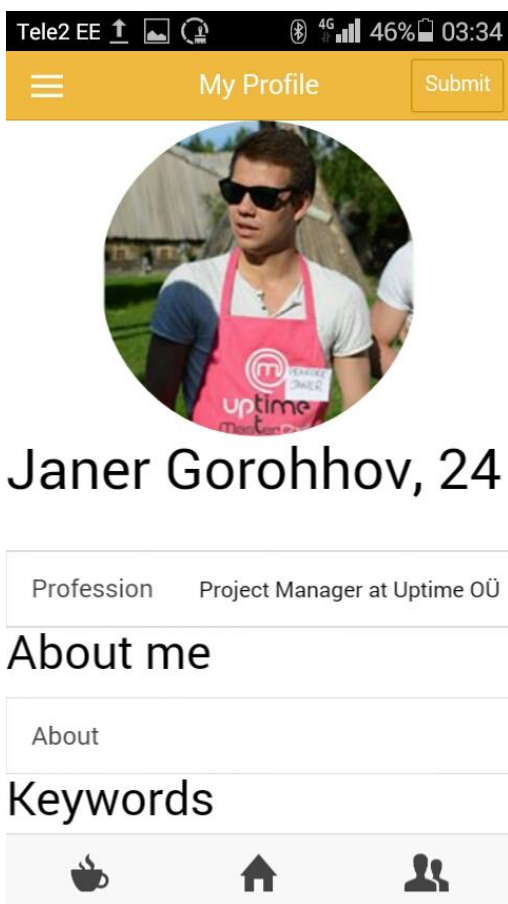 Tele2 EE 4G 46% 03:34
My Profile Submit
uptime
Janer Gorohhov, 24
Profession Project Manager at Uptime OÜ
About me
About
Keywords